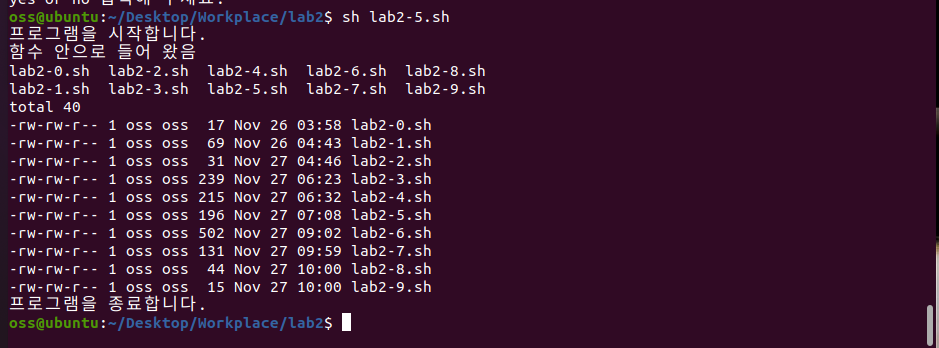 yes or no 입력해 주세요.
oss@ubuntu:~/Desktop/Workplace/lab2$ sh lab2-5.sh
프로그램을 시작합니다.
함수 안으로 들어 왔음
lab2-0.sh  lab2-2.sh  lab2-4.sh  lab2-6.sh  lab2-8.sh
lab2-1.sh  lab2-3.sh  lab2-5.sh  lab2-7.sh  lab2-9.sh
total 40
-rw-rw-r-- 1 oss oss  17 Nov 26 03:58 lab2-0.sh
-rw-rw-r-- 1 oss oss  69 Nov 26 04:43 lab2-1.sh
-rw-rw-r-- 1 oss oss  31 Nov 27 04:46 lab2-2.sh
-rw-rw-r-- 1 oss oss 239 Nov 27 06:23 lab2-3.sh
-rw-rw-r-- 1 oss oss 215 Nov 27 06:32 lab2-4.sh
-rw-rw-r-- 1 oss oss 196 Nov 27 07:08 lab2-5.sh
-rw-rw-r-- 1 oss oss 502 Nov 27 09:02 lab2-6.sh
-rw-rw-r-- 1 oss oss 131 Nov 27 09:59 lab2-7.sh
-rw-rw-r-- 1 oss oss  44 Nov 27 10:00 lab2-8.sh
-rw-rw-r-- 1 oss oss  15 Nov 27 10:00 lab2-9.sh
프로그램을 종료합니다.
oss@ubuntu:~/Desktop/Workplace/lab2$